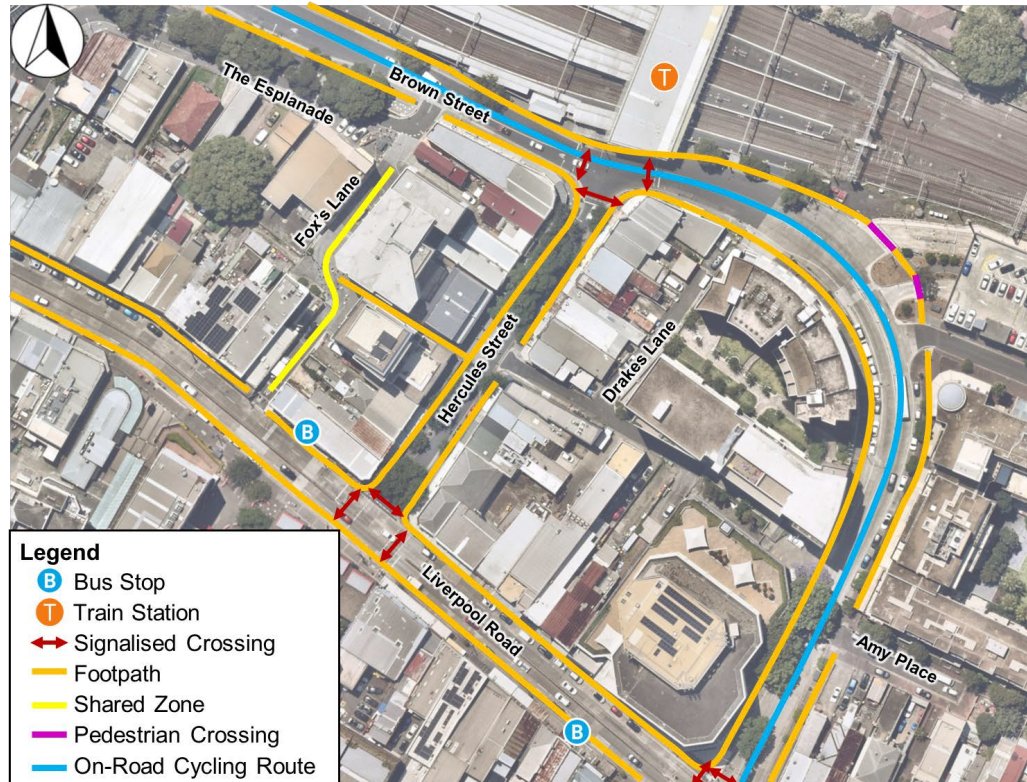 The Esplanade
Brown Street
T
Fox's Lane
Hercules Street
Drakes Lane
B
Liverpool Road
Amy Place
B
Legend
B Bus Stop
T Train Station
Signalised Crossing
Footpath
Shared Zone
Pedestrian Crossing
On-Road Cycling Route